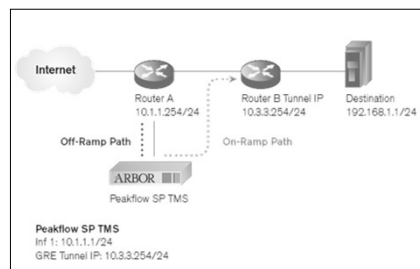 Internet
Router A
10.1.1.254/24
Router B Tunnel IP
10.3.3.254/24
Destination
192.168.1.1/24
Off-Ramp Path
On-Ramp Path
ARBOR
Peakflow SP TMS
Peakflow SP TMS
Inf 1: 10.1.1.1/24
GRE Tunnel IP: 10.3.3.254/24